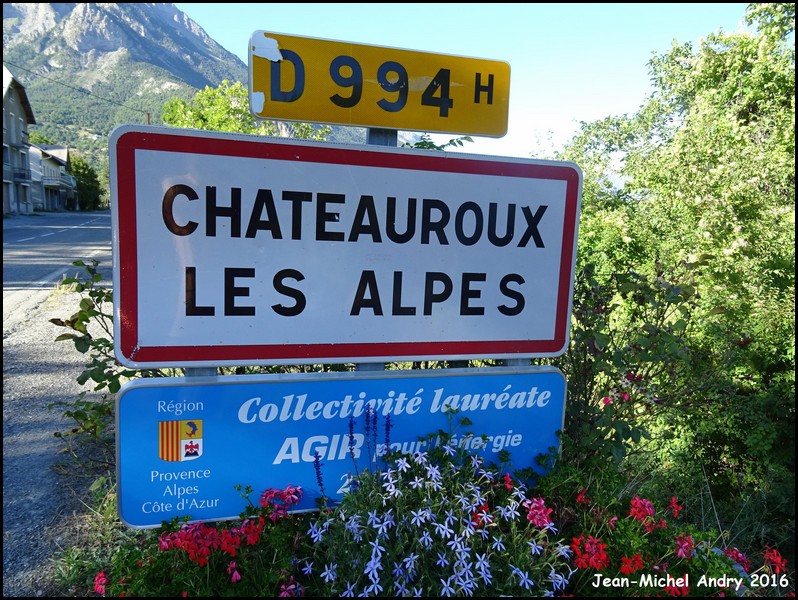 D 994 H
CHATEAUROUX
LES ALPES
Région
Provence
Alpes
Côte d'Azur
Collectivité lauréate
AGIR pour l'énergie
Jean-Michel Andry 2016